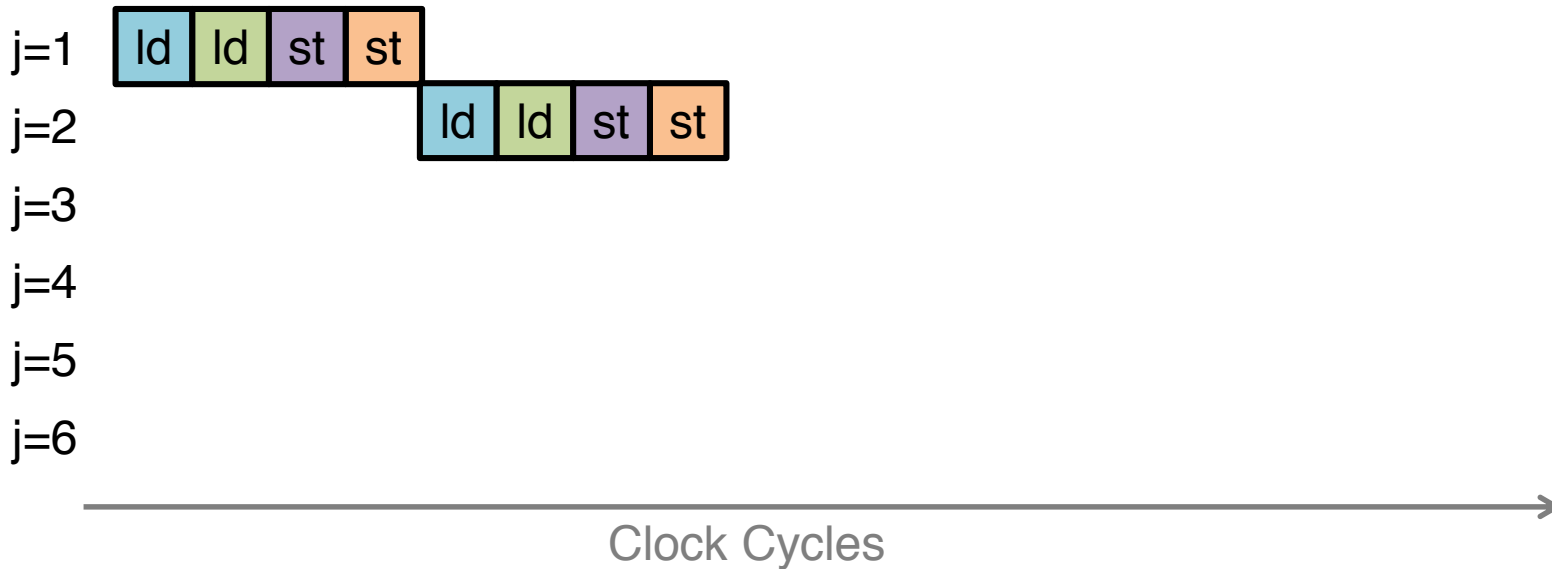 j=1 ld ld st st
j=2 ld ld st st
j=3
j=4
j=5
j=6
Clock Cycles